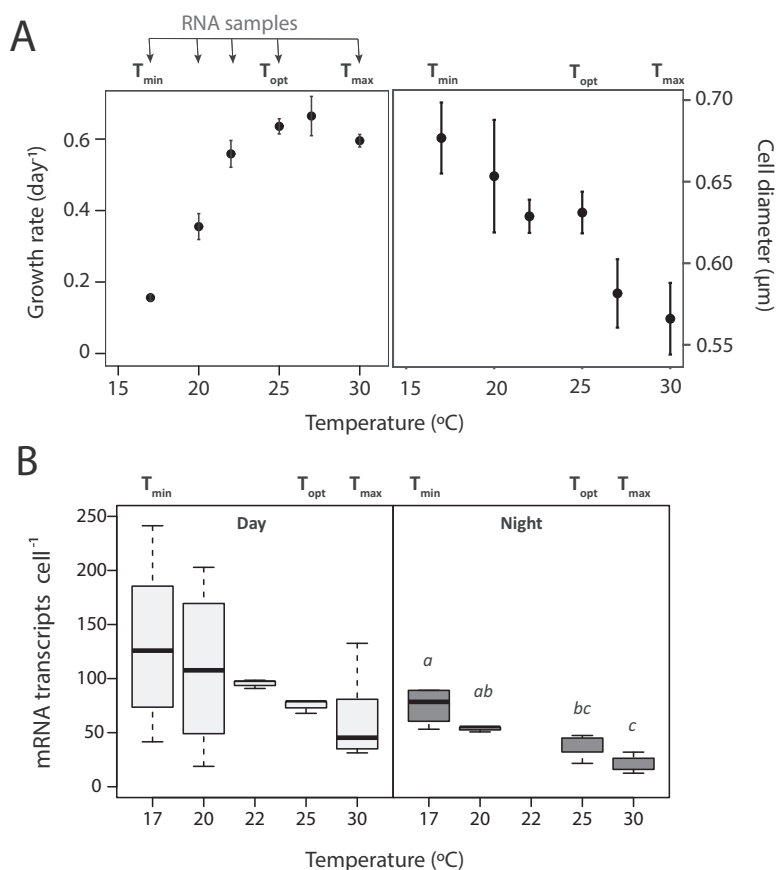 A
RNA samples
Tmin Topt Tmax Tmin Topt Tmax
Growth rate (day-1)
0.6
0.4
0.2
0
0.70
0.65
0.60
0.55
Cell diameter (µm)
15 20 25 30 15 20 25 30
Temperature (ºC)
B
Tmin Topt Tmax Tmin Topt Tmax
mRNA transcripts cell-1
250
200
150
100
50
0
Day Night
a
ab
bc
c
17 20 22 25 30 17 20 22 25 30
Temperature (ºC)